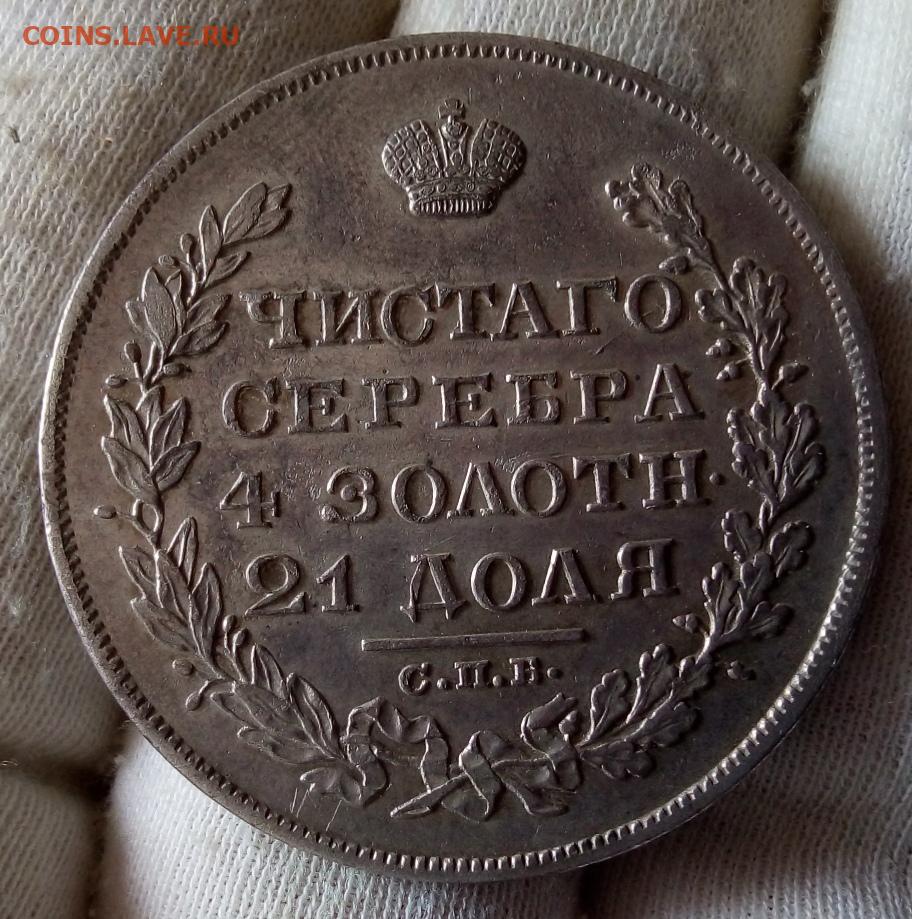 COINS.LAVE.RU
ЧИСТАГО
СЕРЕБРА
4 ЗОЛОТН.
21 ДОЛЯ
С.П.Б.